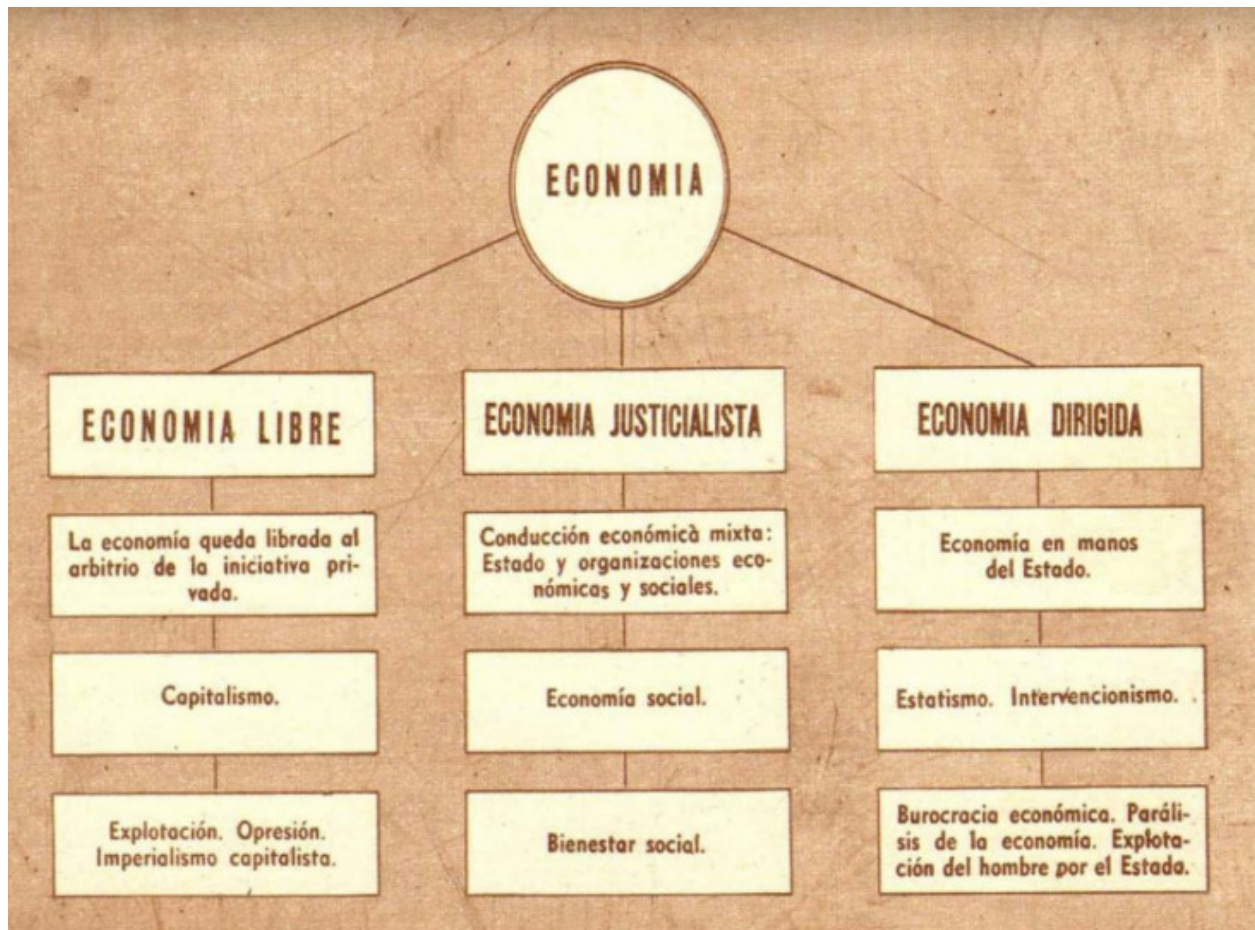 ECONOMIA
ECONOMIA LIBRE
La economía queda librada al
arbitrio de la iniciativa pri-
vada.
Capitalismo.
Explotación. Opresión.
Imperialismo capitalista.
ECONOMIA JUSTICIALISTA
Conducción económicà mixta:
Estado y organizaciones eco-
nómicas y sociales.
Economía social.
Bienestar social.
ECONOMIA DIRIGIDA
Economía en manos
del Estado.
Estatismo. Intervencionismo.
Burocracia económica. Paráli-
sis de la economía. Explota-
ción del hombre por el Estado.